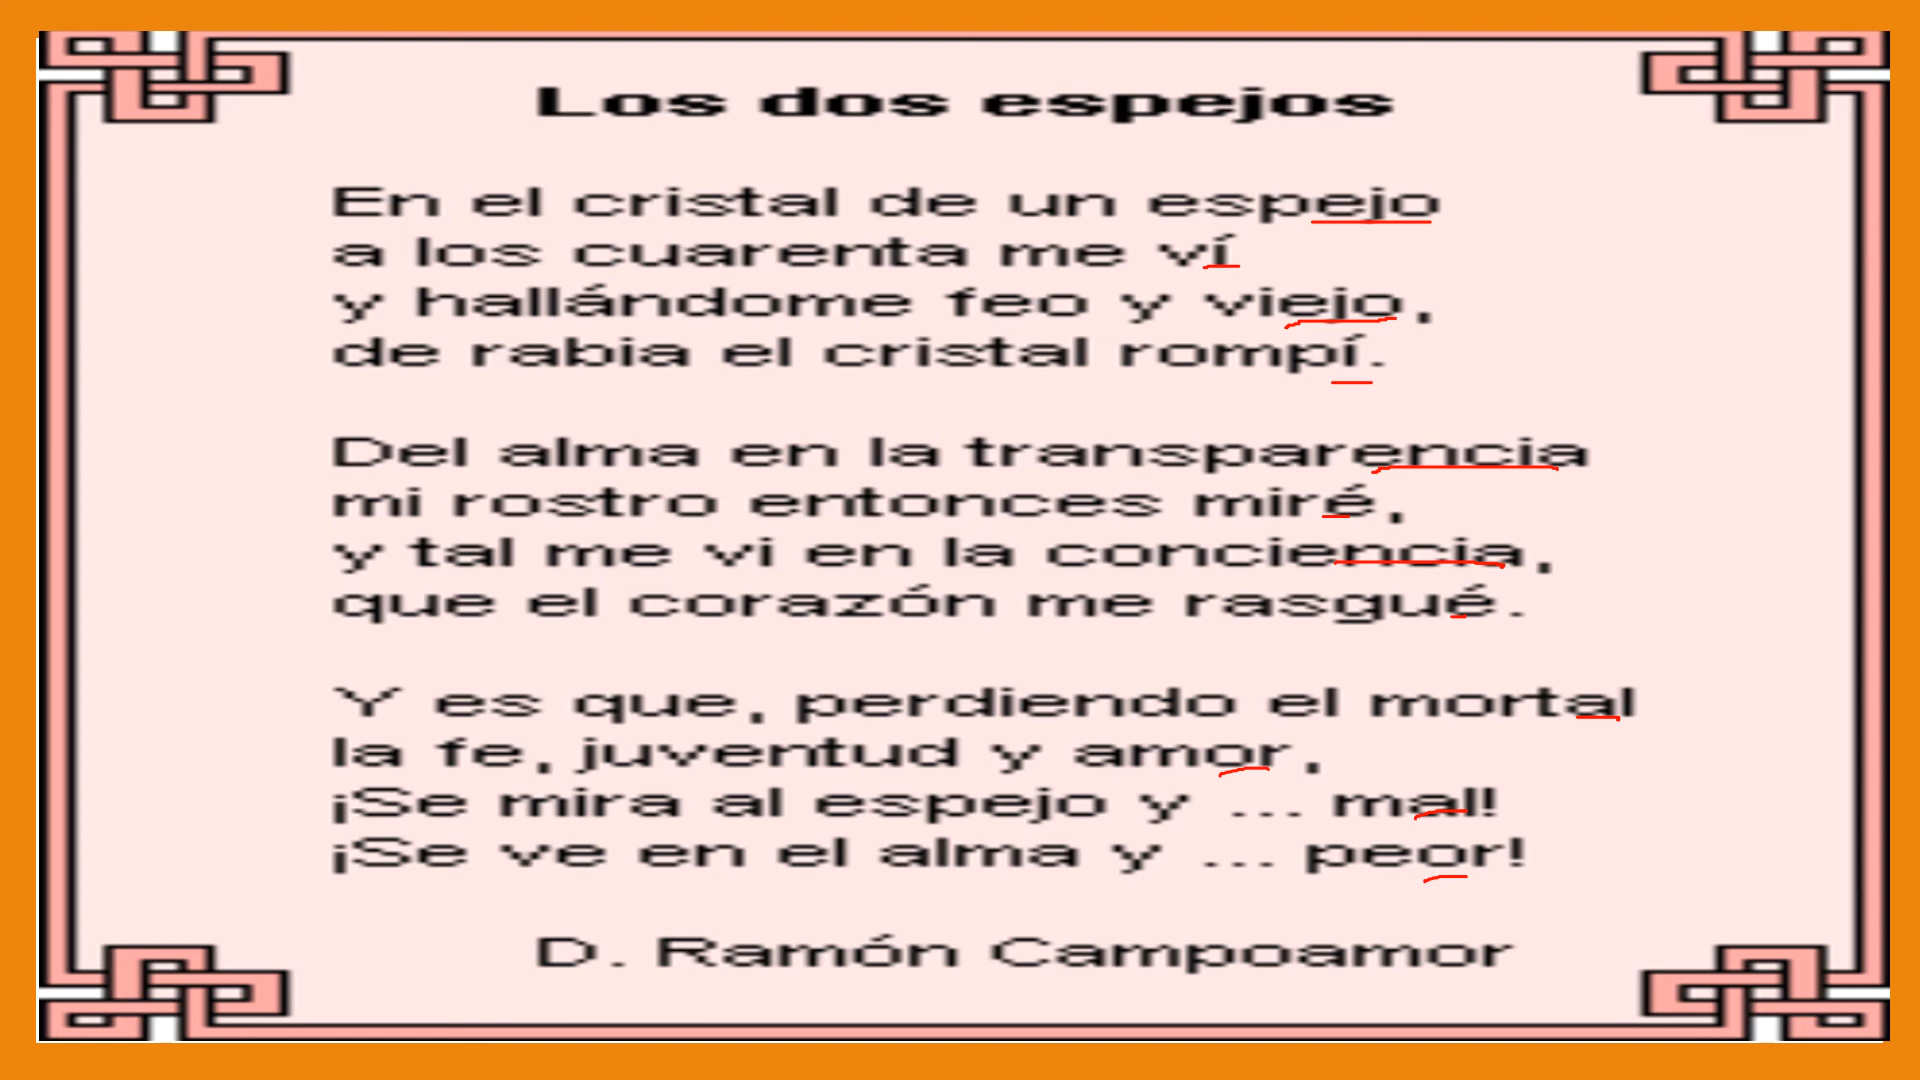 Los dos espejos
En el cristal de un espejo
a los cuarenta me ví
y hallándome feo y viejo,
de rabia el cristal rompí.
Del alma en la transparencia
mi rostro entonces miré,
y tal me vi en la conciencia,
que el corazón me rasgué.
Y es que, perdiendo el mortal
la fe, juventud y amor,
¡Se mira al espejo y ... mal!
¡Se ve en el alma y ... peor!
D. Ramón Campoamor